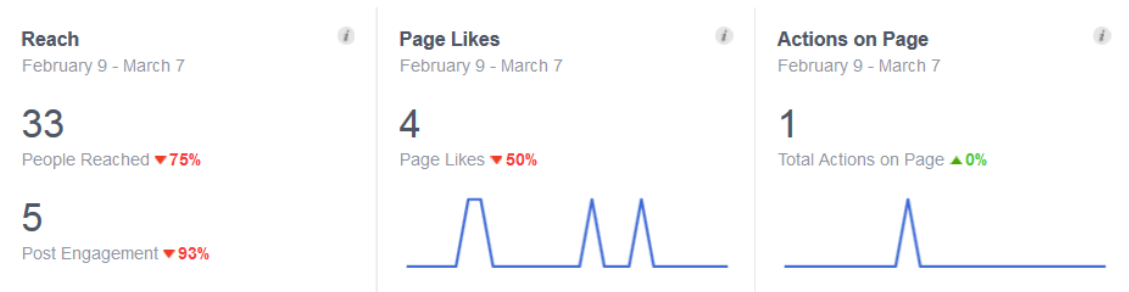 Reach
February 9 - March 7
33
People Reached ▼75%
5
Post Engagement ▼93%
Page Likes
February 9 - March 7
4
Page Likes ▼50%
Actions on Page
February 9 - March 7
1
Total Actions on Page ▲0%